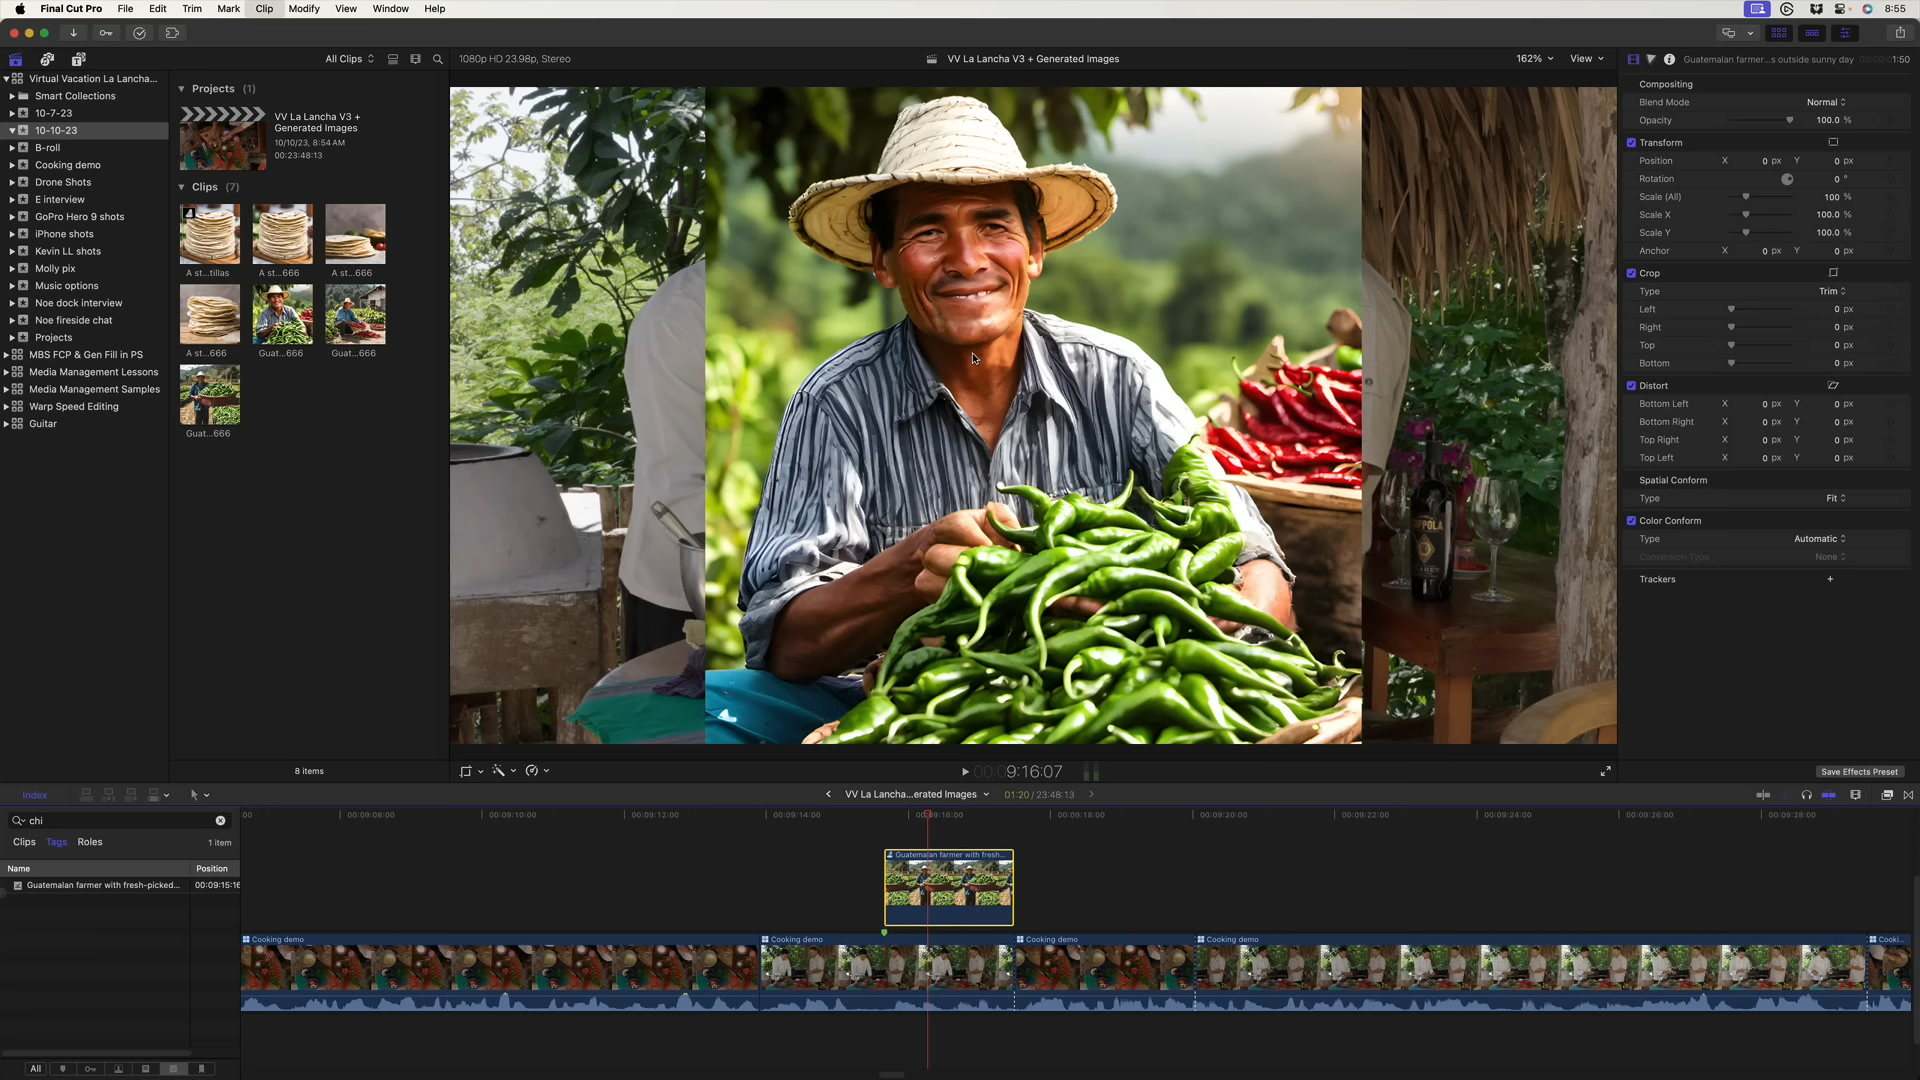 Final Cut Pro File Edit Trim Mark Clip Modify View Window Help 8:55
All Clips 1080p HD 23.98p, Stereo VV La Lancha V3 + Generated Images 162% View Guatemalan farmer...s outside sunny day 1:50
Virtual Vacation La Lancha...
Smart Collections
10-7-23
10-10-23
B-roll
Cooking demo
Drone Shots
E interview
GoPro Hero 9 shots
iPhone shots
Kevin LL shots
Molly pix
Music options
Noe dock interview
Noe fireside chat
Projects
MBS FCP & Gen Fill in PS
Media Management Lessons
Media Management Samples
Warp Speed Editing
Guitar
Projects (1)
VV La Lancha V3 +
Generated Images
10/10/23, 8:54 AM
00:23:48:13
Clips (7)
A st...tillas A st...666 A st...666
A st...666 Guat...666 Guat...666
Guat...666
8 items
Compositing
Blend Mode Normal
Opacity 100.0 %
Transform
Position X 0 px Y 0 px
Rotation 0 °
Scale (All) 100 %
Scale X 100.0 %
Scale Y 100.0 %
Anchor X 0 px Y 0 px
Crop
Type Trim
Left 0 px
Right 0 px
Top 0 px
Bottom 0 px
Distort
Bottom Left X 0 px Y 0 px
Bottom Right X 0 px Y 0 px
Top Right X 0 px Y 0 px
Top Left X 0 px Y 0 px
Spatial Conform
Type Fit
Color Conform
Type Automatic
Conversion Type None
Trackers +
Save Effects Preset
COPPOLA
00:09:16:07
Index VV La Lancha...erated Images 01:20 / 23:48:13
chi
Clips Tags Roles 1 item
Name Position
Guatemalan farmer with fresh-picked... 00:09:15:16
All
:00 00:09:08:00 00:09:10:00 00:09:12:00 00:09:14:00 00:09:16:00 00:09:18:00 00:09:20:00 00:09:22:00 00:09:24:00 00:09:26:00 00:09:28:00
Guatemalan farmer with fresh...
Cooking demo Cooking demo Cooking demo Cooking demo Cooki...